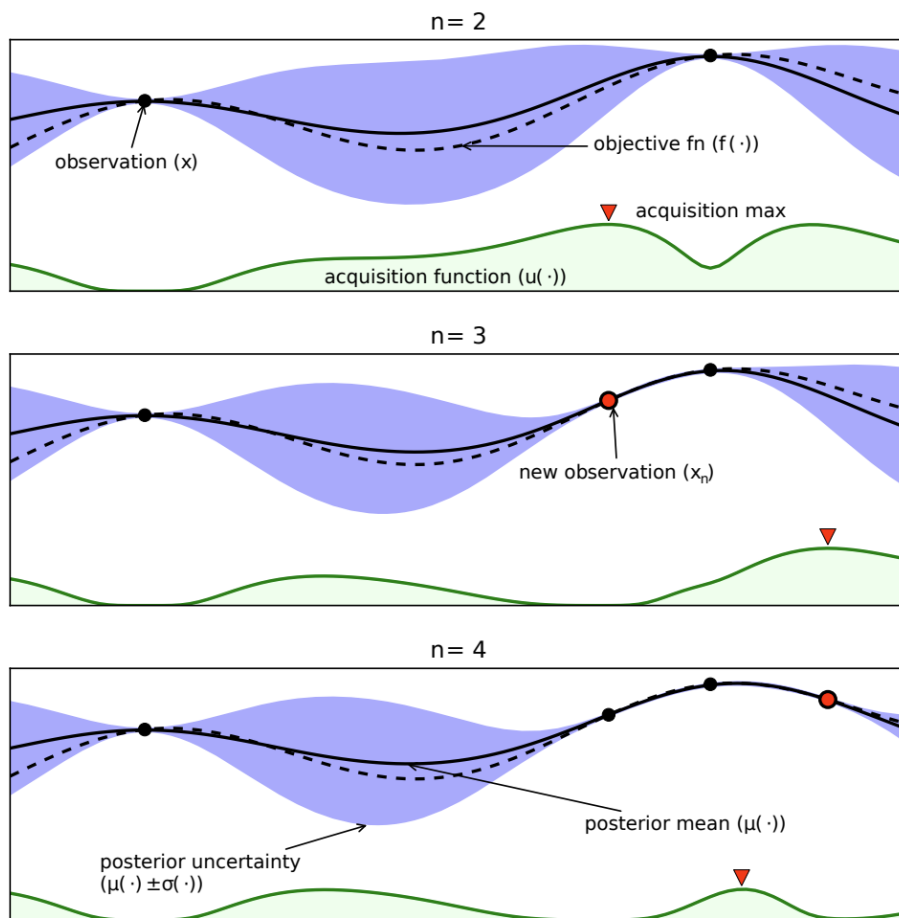 n= 2
observation (x)
objective fn (f(·))
acquisition max
acquisition function (u(·))
n= 3
new observation (xₙ)
n= 4
posterior mean (μ(·))
posterior uncertainty
(μ(·) ±σ(·))